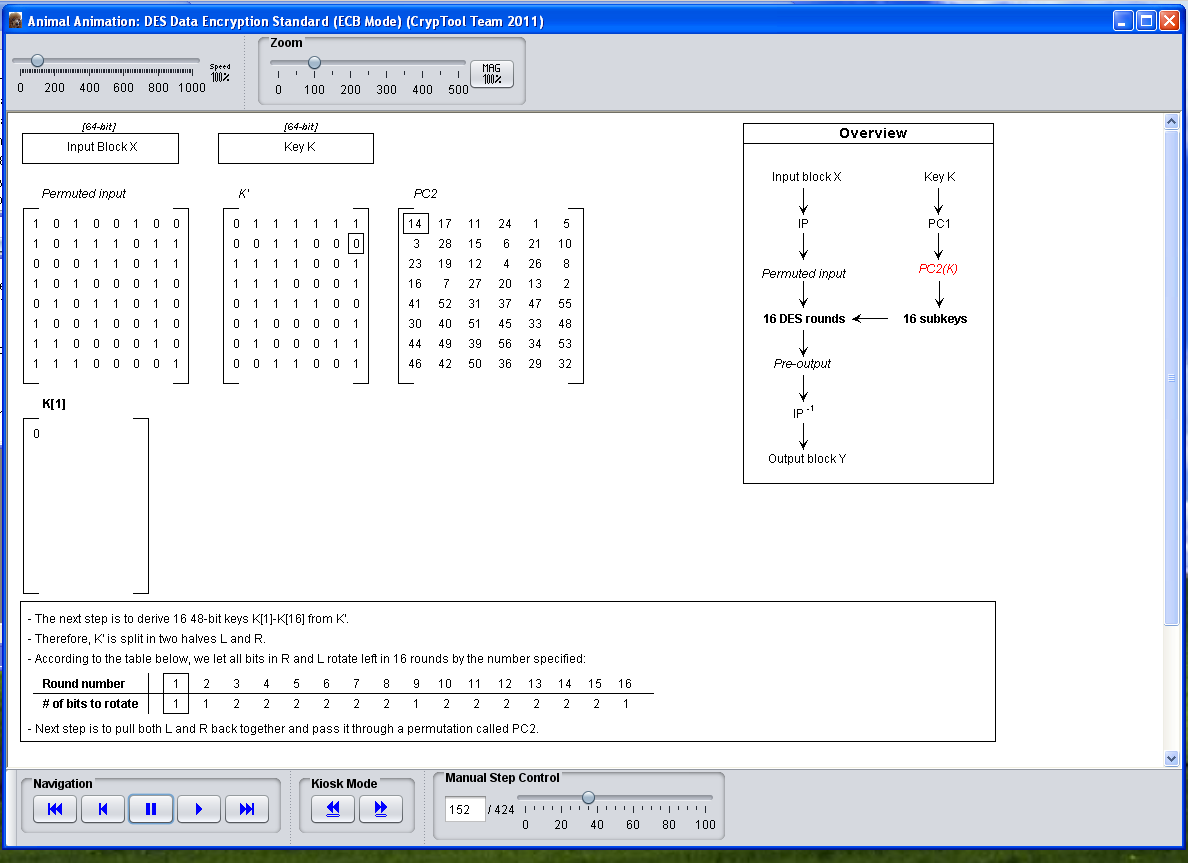 Animal Animation: DES Data Encryption Standard (ECB Mode) (CrypTool Team 2011)
0 200 400 600 800 1000
Speed
100%
Zoom
0 100 200 300 400 500
MAG
100%
[64-bit]
Input Block X
[64-bit]
Key K
Permuted input
1 0 1 0 0 1 0 0
1 0 1 1 1 0 1 1
0 0 0 1 1 0 1 1
1 0 1 0 0 0 1 0
0 1 0 1 1 0 1 0
1 0 1 0 0 0 1 0
1 1 0 0 0 0 1 0
1 1 1 0 0 0 0 1
K'
0 1 1 1 1 1 1
0 0 1 1 0 0 0
1 1 1 1 0 0 1
1 0 0 0 0 0 1
1 0 1 1 1 0 0
1 0 0 0 0 0 1
1 0 0 0 0 1 1
0 0 1 1 0 0 1
PC2
14 17 11 24 1 5
3 28 15 6 21 10
23 19 12 4 26 8
16 7 27 20 13 2
41 52 31 37 47 55
30 40 51 45 33 48
44 49 39 56 34 53
46 42 50 36 29 32
K[1]
0
Overview
Input block X Key K
IP PC1
Permuted input PC2(K)
16 DES rounds 16 subkeys
Pre-output
IP -1
Output block Y
- The next step is to derive 16 48-bit keys K[1]-K[16] from K'.
- Therefore, K' is split in two halves L and R.
- According to the table below, we let all bits in R and L rotate left in 16 rounds by the number specified:
Round number 1 2 3 4 5 6 7 8 9 10 11 12 13 14 15 16
# of bits to rotate 1 1 2 2 2 2 2 2 1 2 2 2 2 2 2 1
- Next step is to pull both L and R back together and pass it through a permutation called PC2.
Navigation
Kiosk Mode
Manual Step Control
152 / 424
0 20 40 60 80 100